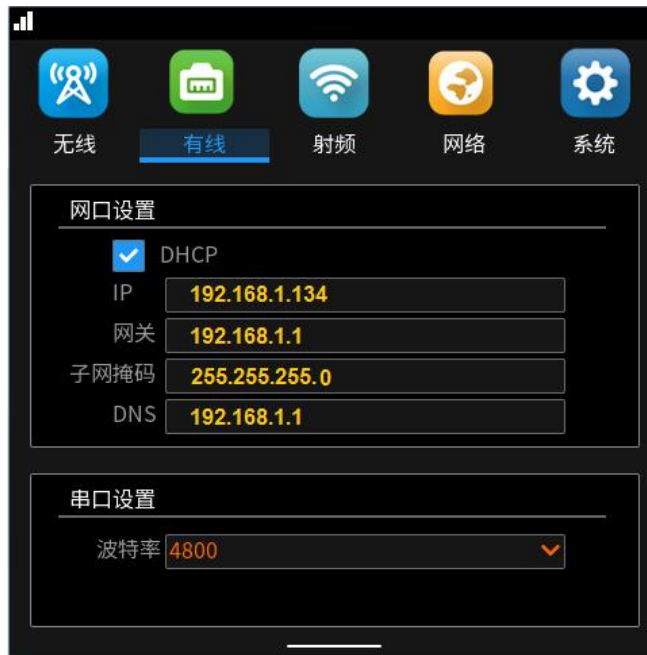 无线 有线 射频 网络 系统
网口设置
DHCP
IP 192.168.1.134
网关 192.168.1.1
子网掩码 255.255.255.0
DNS 192.168.1.1
串口设置
波特率 4800